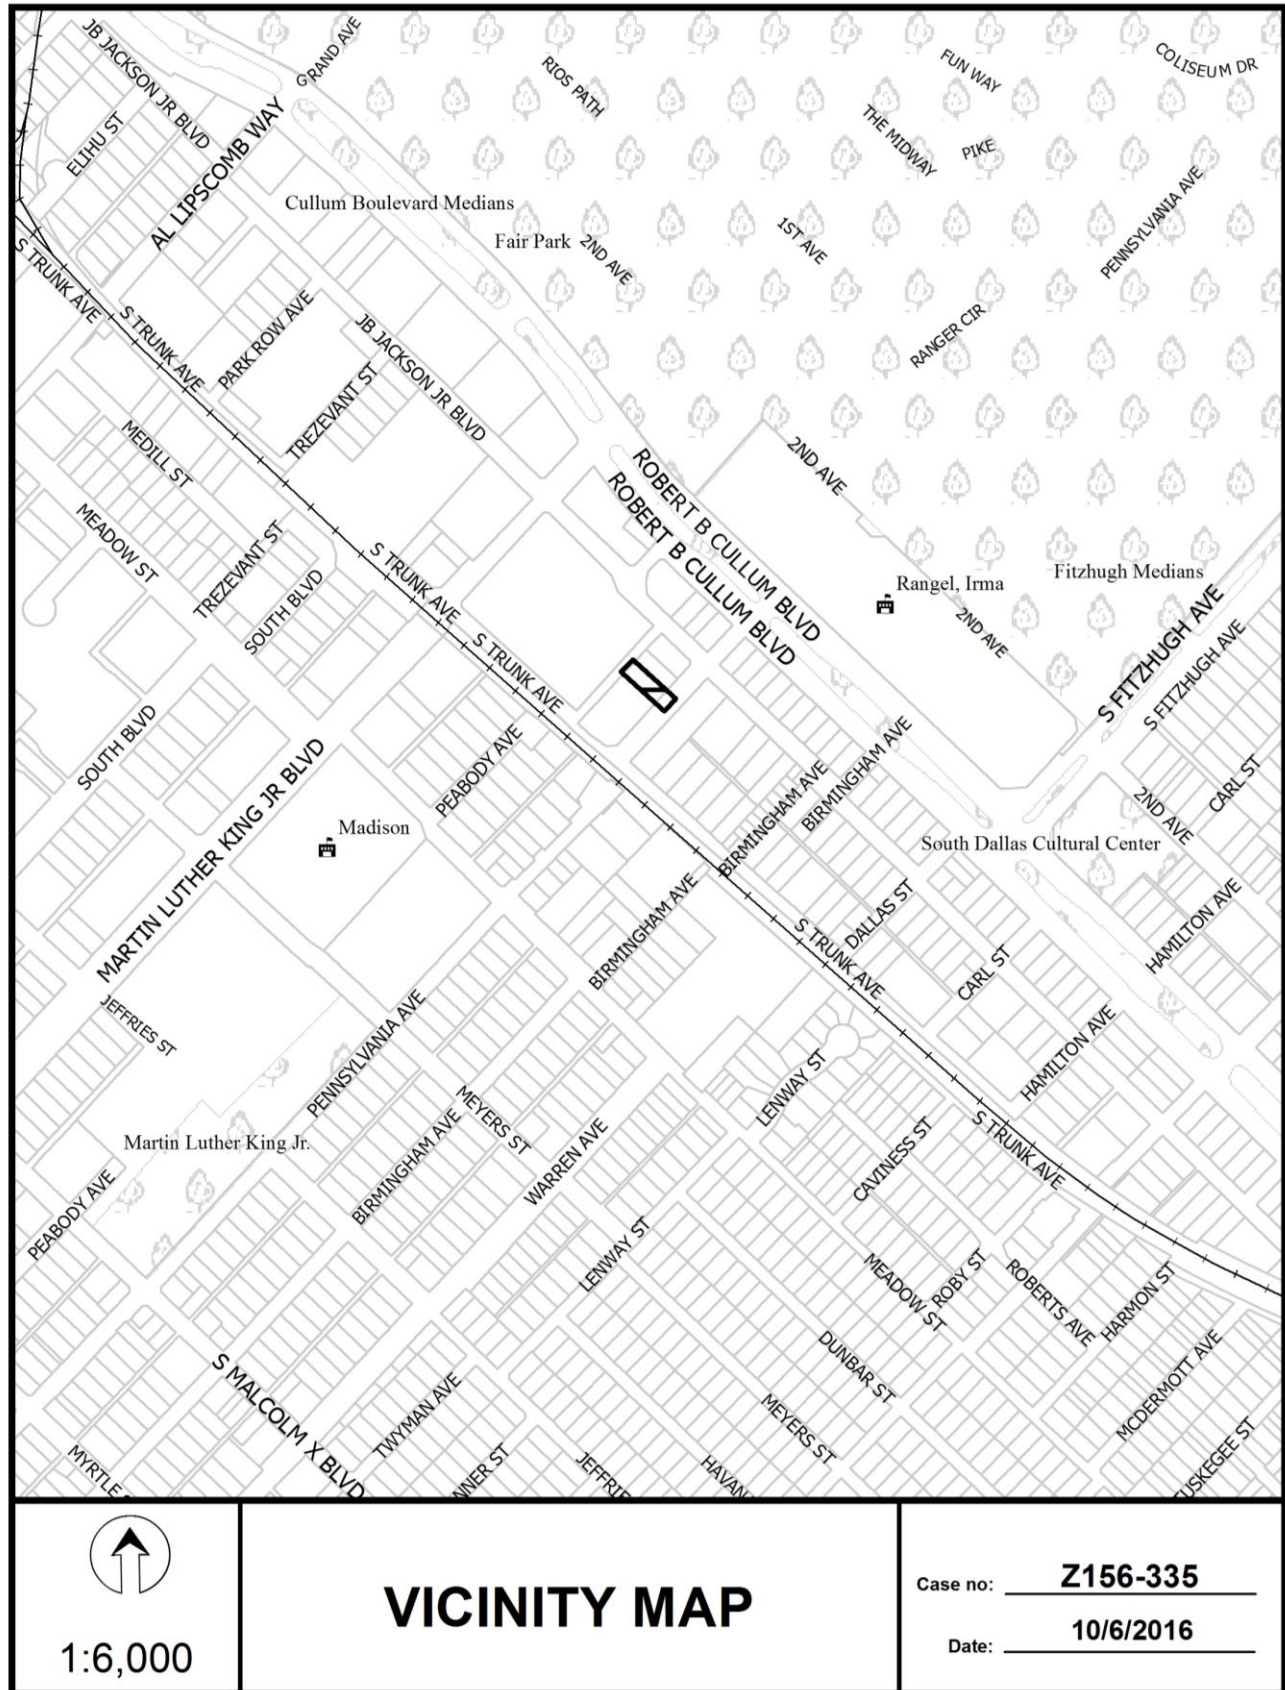 JB JACKSON JR BLVD
GRAND AVE
RIOS PATH
FUN WAY
COLISEUM DR
ELIHU ST
AL LIPSCOMB WAY
THE MIDWAY
PIKE
Cullum Boulevard Medians
Fair Park
2ND AVE
1ST AVE
PENNSYLVANIA AVE
S TRUNK AVE
S TRUNK AVE
PARK ROW AVE
JB JACKSON JR BLVD
RANGER CIR
TREZEVANT ST
MEDILL ST
2ND AVE
ROBERT B CULLUM BLVD
ROBERT B CULLUM BLVD
MEADOW ST
TREZEVANT ST
SOUTH BLVD
S TRUNK AVE
S TRUNK AVE
Rangel, Irma
Fitzhugh Medians
2ND AVE
S FITZHUGH AVE
S FITZHUGH AVE
SOUTH BLVD
MARTIN LUTHER KING JR BLVD
PEABODY AVE
Madison
BIRMINGHAM AVE
BIRMINGHAM AVE
CARL ST
2ND AVE
South Dallas Cultural Center
BIRMINGHAM AVE
DALLAS ST
S TRUNK AVE
CARL ST
HAMILTON AVE
JEFFRIES ST
PENNSYLVANIA AVE
HAMILTON AVE
LENWAY ST
MEYERS ST
Martin Luther King Jr.
BIRMINGHAM AVE
WARREN AVE
CAVINESS ST
S TRUNK AVE
PEABODY AVE
LENWAY ST
MEADOW ST
ROBY ST
ROBERTS AVE
HARMON ST
DUNBAR ST
S MALCOLM X BLVD
TWYMAN AVE
MEYERS ST
MCDERMOTT AVE
MYRTLE
NNER ST
JEFFRIE
HAVAN
USKEGEE ST
1:6,000
VICINITY MAP
Case no: Z156-335
Date: 10/6/2016